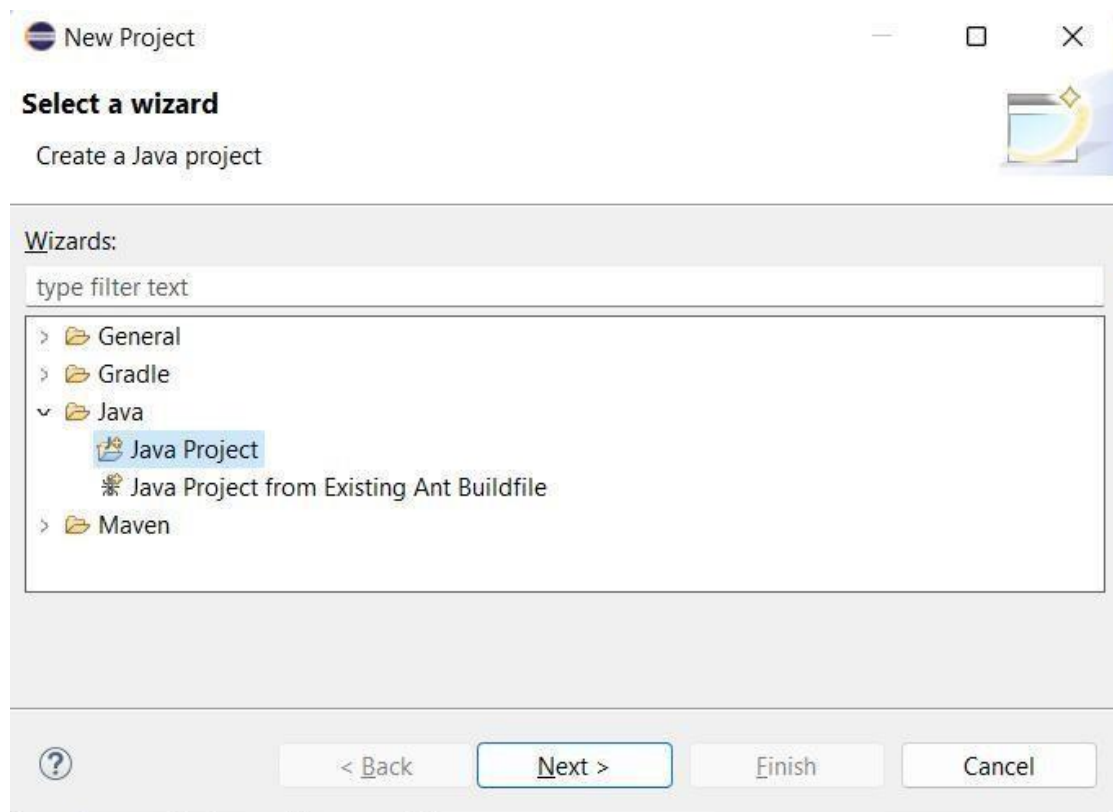 New Project
Select a wizard
Create a Java project
Wizards:
type filter text
General
Gradle
Java
Java Project
Java Project from Existing Ant Buildfile
Maven
? < Back Next > Finish Cancel